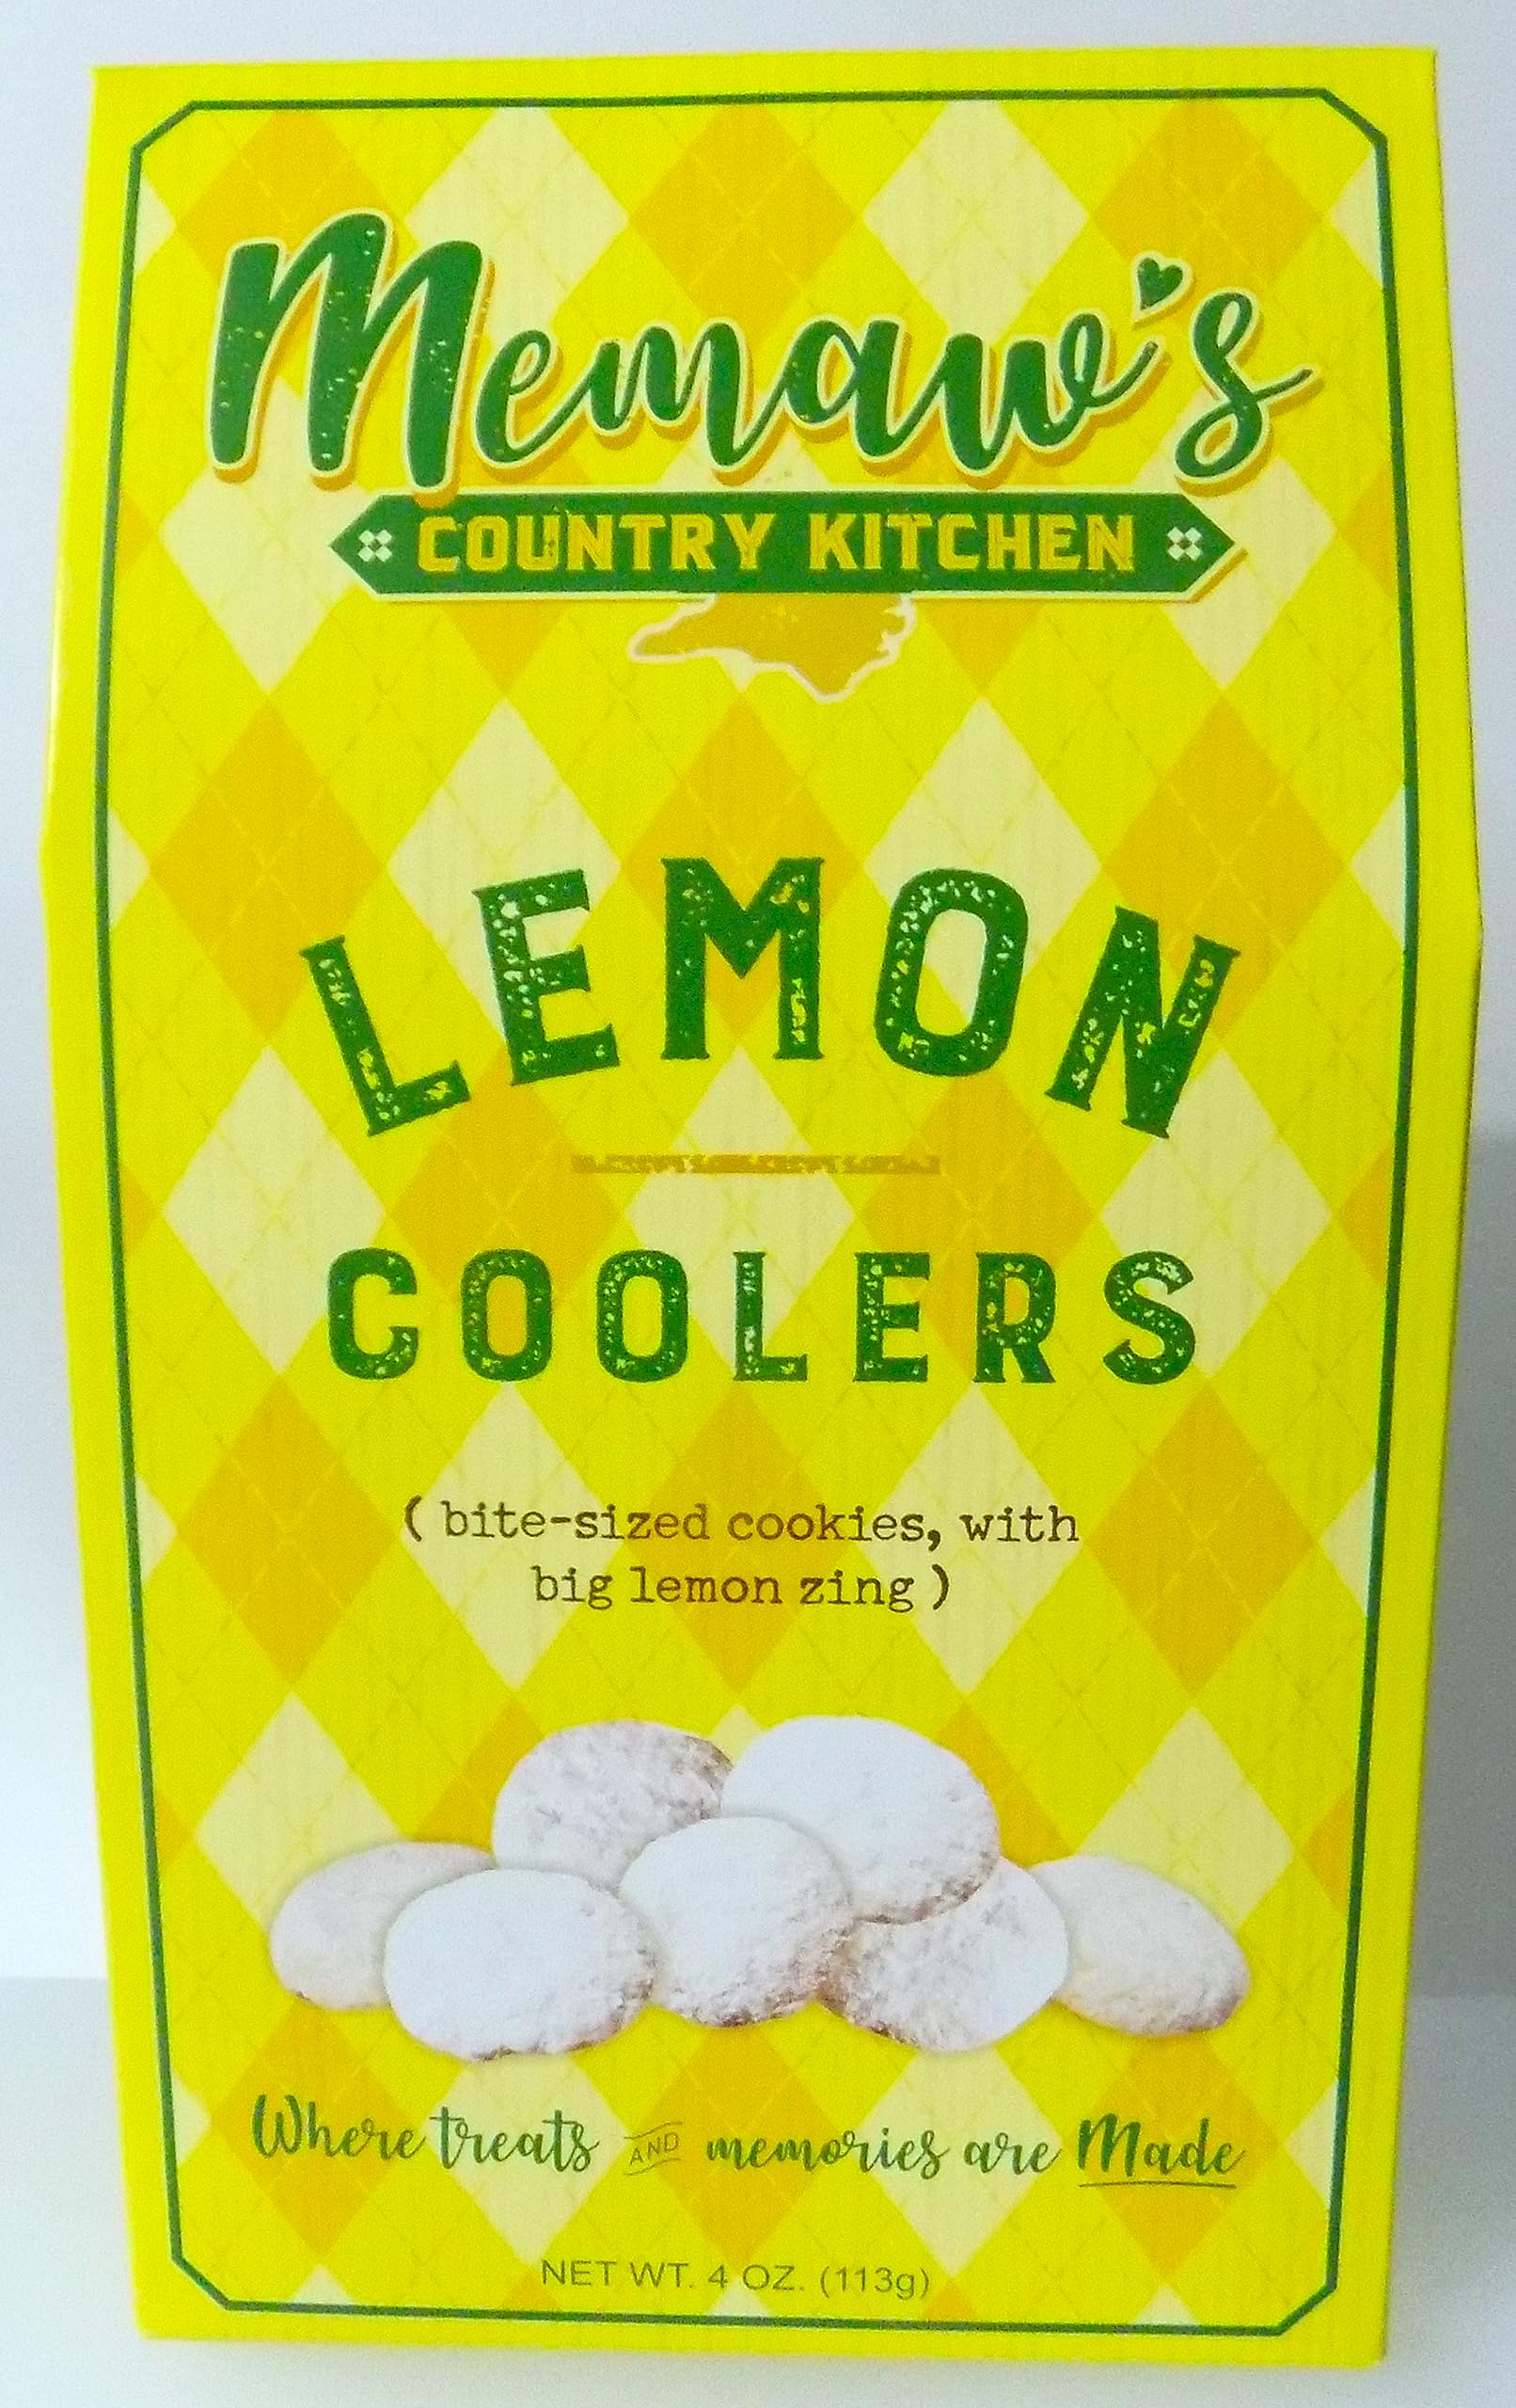 Memaw's
COUNTRY KITCHEN
LEMON
COOLERS
( bite-sized cookies, with
big lemon zing )
Where treats AND memories are Made
NET WT. 4 OZ. (113g)